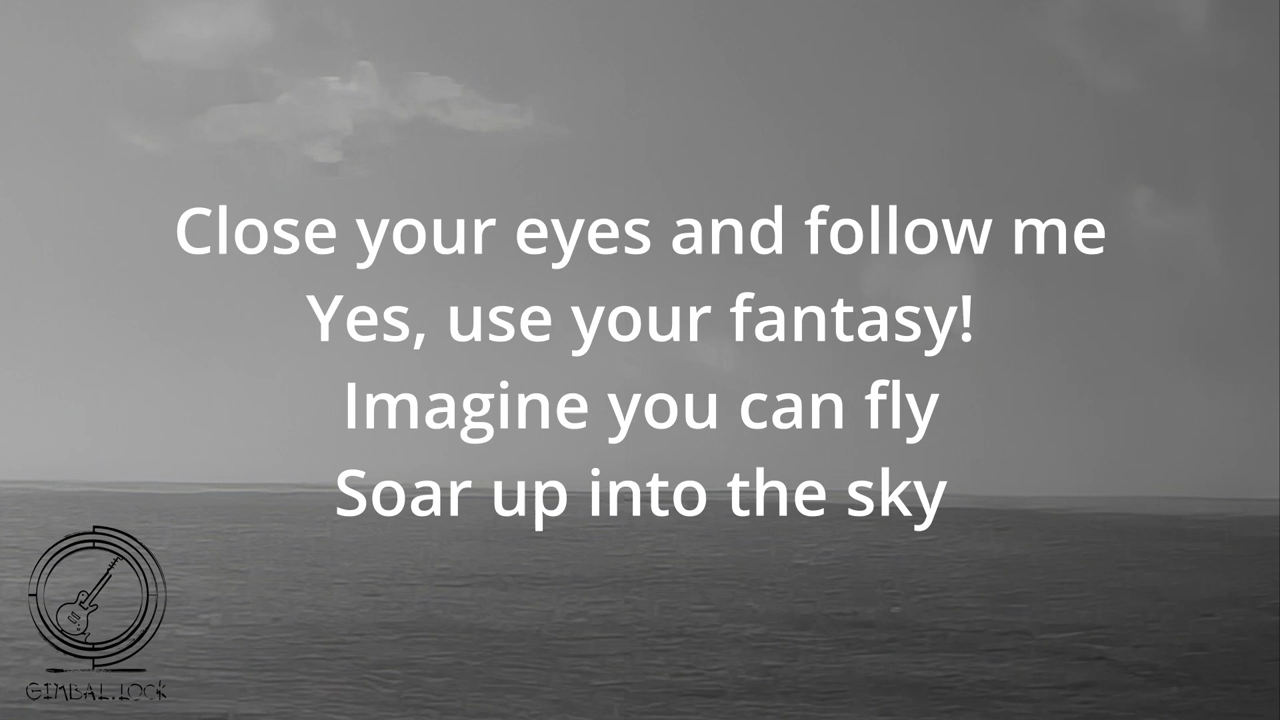 Close your eyes and follow me
Yes, use your fantasy!
Imagine you can fly
Soar up into the sky
GIMBAL.LOCK